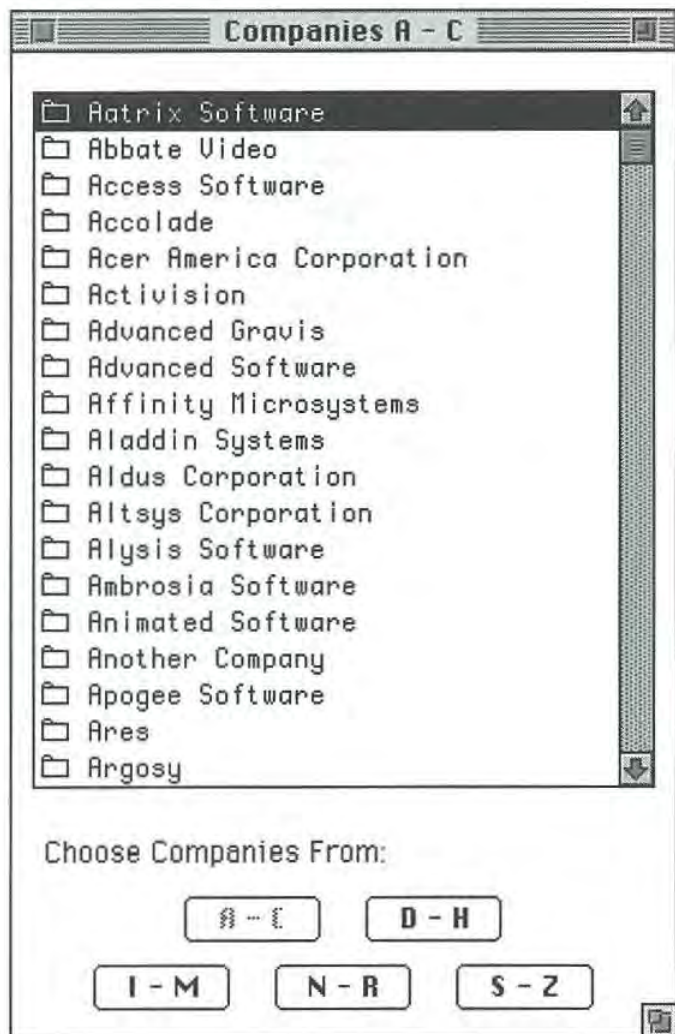 Companies A - C
Aatrix Software
Abbate Video
Access Software
Accolade
Acer America Corporation
Activision
Advanced Gravis
Advanced Software
Affinity Microsystems
Aladdin Systems
Aldus Corporation
Altsys Corporation
Alysis Software
Ambrosia Software
Animated Software
Another Company
Apogee Software
Ares
Argosy
Choose Companies From:
A - C D - H
I - M N - R S - Z